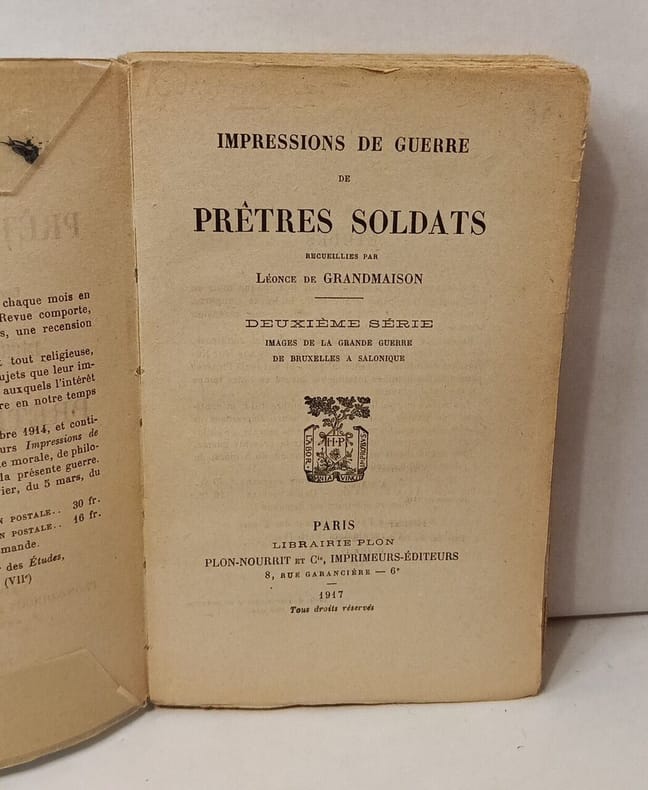 chaque mois en
Revue comporte,
s, une recension
tout religieuse,
ujets que leur im-
auxquels l'intérêt
re en notre temps
bre 1914, et conti-
urs Impressions de
e morale, de philo-
la présente guerre.
ier, du 5 mars, du
N POSTALE.. 30 fr.
N POSTALE.. 16 fr.
mande.
des Études,
(VIIe)
IMPRESSIONS DE GUERRE
DE
PRÊTRES SOLDATS
RECUEILLIES PAR
LÉONCE DE GRANDMAISON
DEUXIÈME SÉRIE
IMAGES DE LA GRANDE GUERRE
DE BRUXELLES A SALONIQUE
LABOR H·P IMPROBVS
OMNIA VINCIT
PARIS
LIBRAIRIE PLON
PLON-NOURRIT ET Cie, IMPRIMEURS-ÉDITEURS
8, RUE GARANCIÈRE — 6e
1917
Tous droits réservés